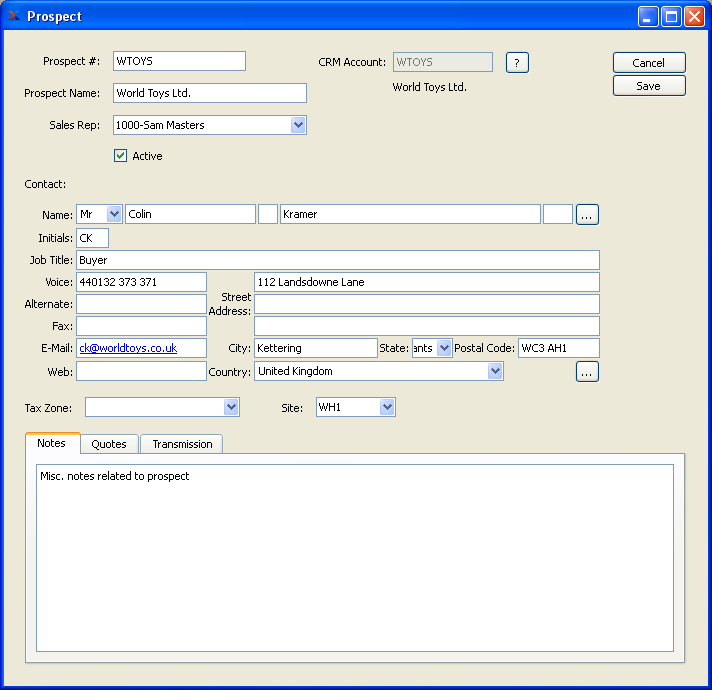 Prospect
Prospect #: WTOYS CRM Account: WTOYS ? Cancel
Prospect Name: World Toys Ltd. World Toys Ltd. Save
Sales Rep: 1000-Sam Masters
Active
Contact:
Name: Mr Colin Kramer ...
Initials: CK
Job Title: Buyer
Voice: 440132 373 371 112 Landsdowne Lane
Alternate: Street Address:
Fax:
E-Mail: ck@worldtoys.co.uk City: Kettering State: ants Postal Code: WC3 AH1
Web: Country: United Kingdom ...
Tax Zone: Site: WH1
Notes Quotes Transmission
Misc. notes related to prospect